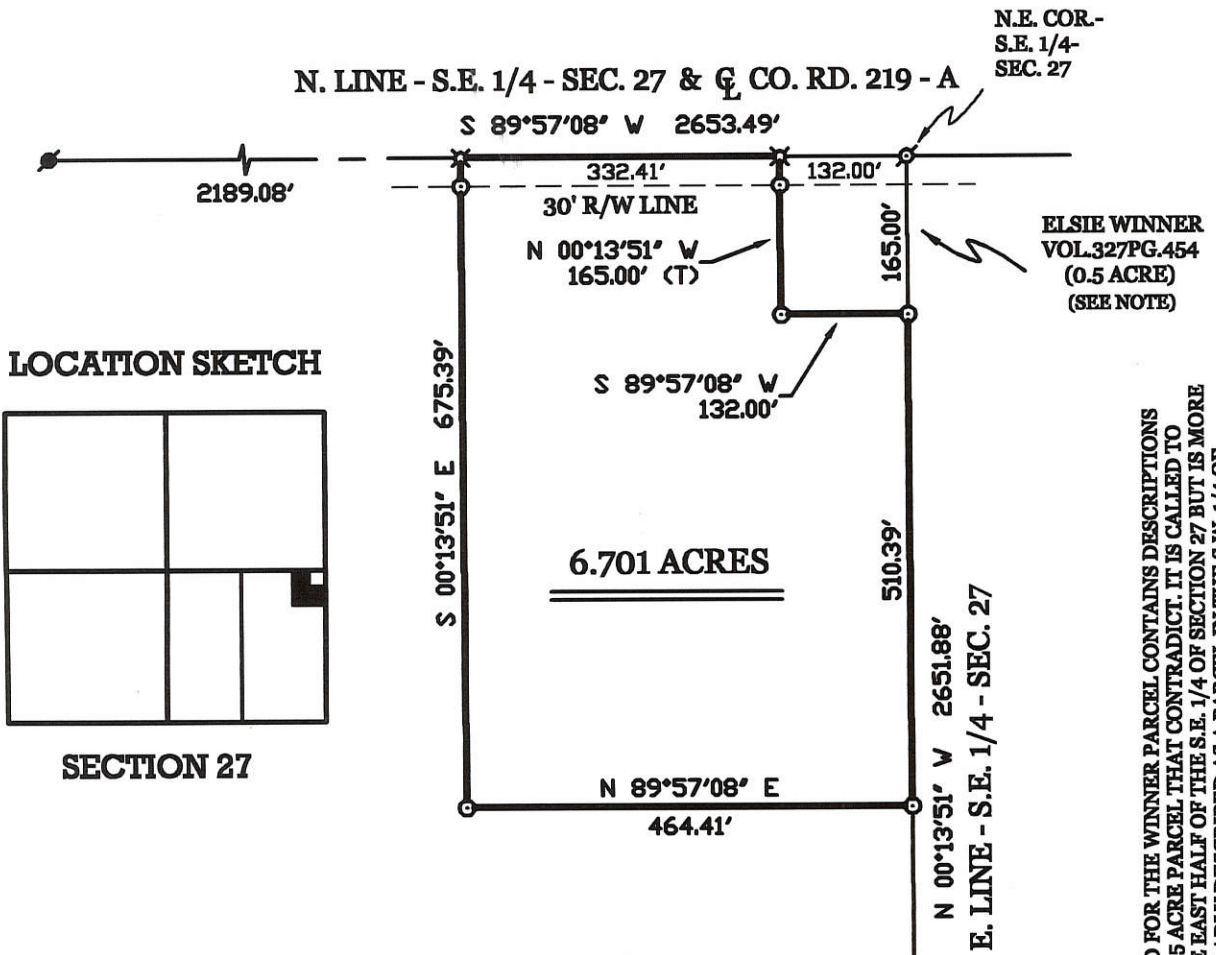 N.E. COR.-
S.E. 1/4-
SEC. 27
N. LINE - S.E. 1/4 - SEC. 27 & ℄ CO. RD. 219 - A
S 89°57'08" W 2653.49'
2189.08'
332.41'
132.00'
30' R/W LINE
N 00°13'51" W
165.00' (T)
165.00'
ELSIE WINNER
VOL.327PG.454
(0.5 ACRE)
(SEE NOTE)
S 89°57'08" W
132.00'
LOCATION SKETCH
SECTION 27
S 00°13'51" E 675.39'
6.701 ACRES
510.39'
N 89°57'08" E
464.41'
N 00°13'51" W 2651.88'
E. LINE - S.E. 1/4 - SEC. 27
FOR THE WINNER PARCEL CONTAINS DESCRIPTIONS
5 ACRE PARCEL THAT CONTRADICT. IT IS CALLED TO
EAST HALF OF THE S.E. 1/4 OF SECTION 27 BUT IS MORE